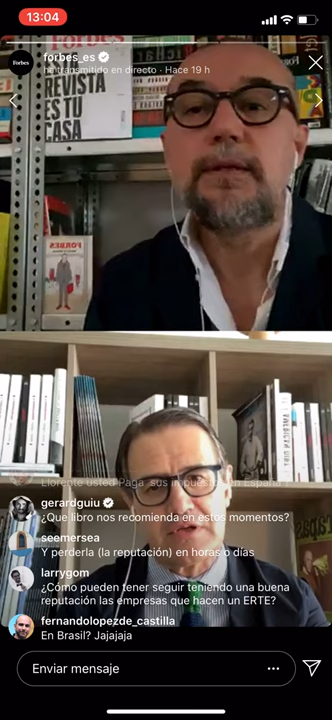 13:04
forbes_es
ha transmitido en directo · Hace 19 h
Forbes
REVISTA
ES TU
CASA
FORBES
Llorente usted Paga sus impuestos en España
gerardguiu
¿Que libro nos recomienda en estos momentos?
seemersea
Y perderla (la reputación) en horas o días
larrygom
¿Cómo pueden tener seguir teniendo una buena
reputación las empresas que hacen un ERTE?
fernandolopezde_castilla
En Brasil? Jajajaja
Enviar mensaje